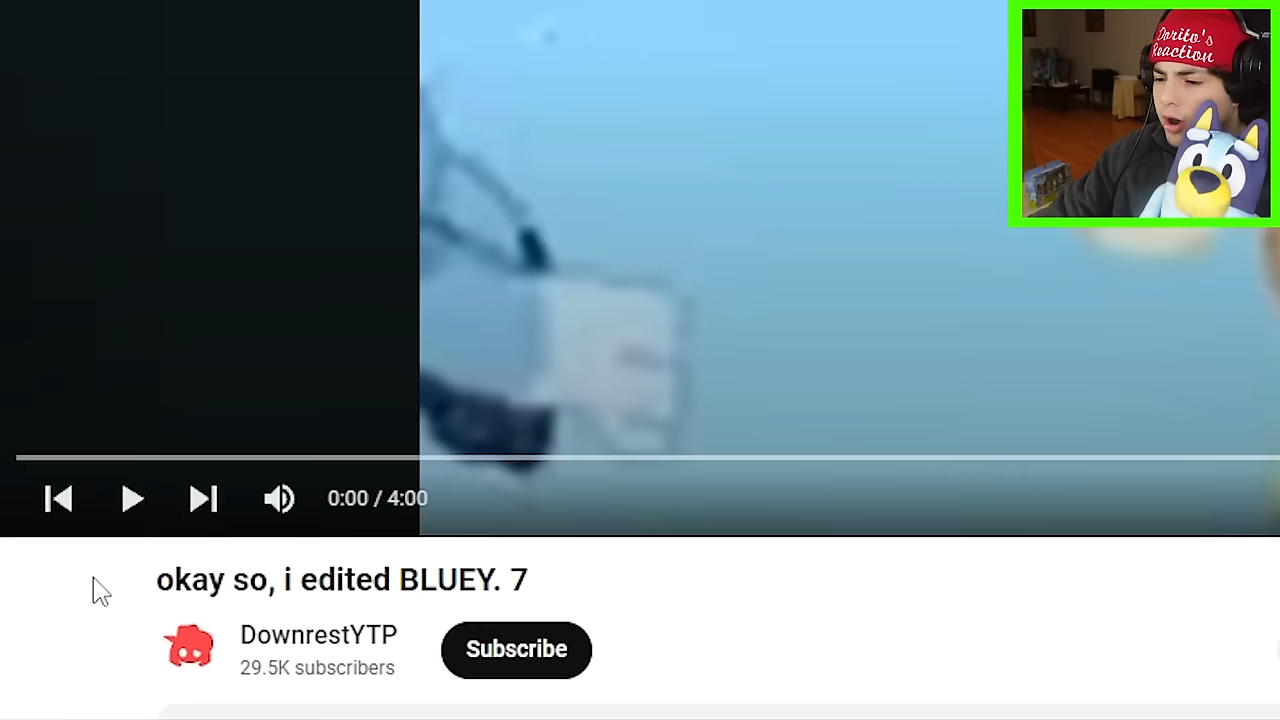 Dorito's
Reaction
0:00 / 4:00
okay so, i edited BLUEY. 7
DownrestYTP
29.5K subscribers
Subscribe